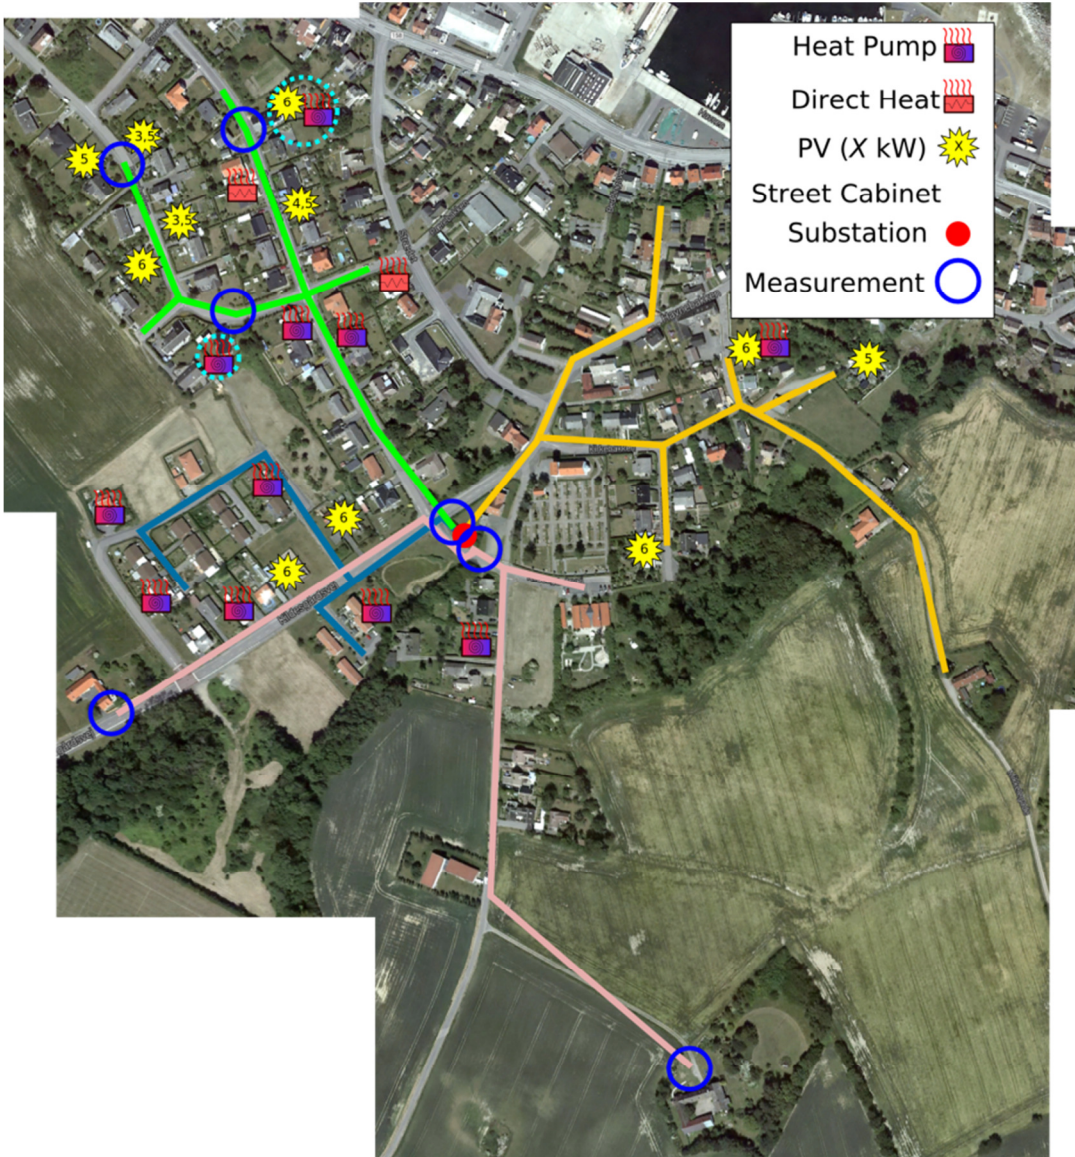 Heat Pump
Direct Heat
PV (X kW)
X
Street Cabinet
Substation
Measurement
6
3,5
5
4,5
3,5
6
6
5
6
6
6